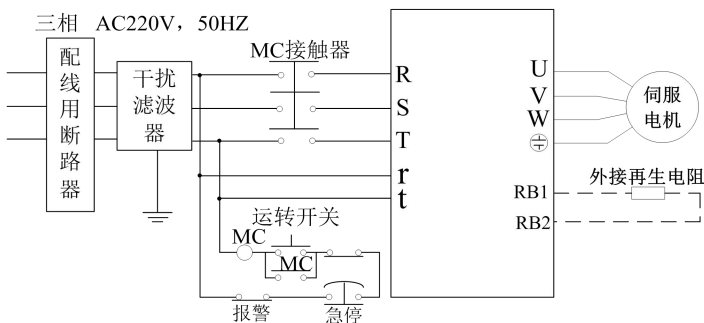 三相 AC220V，50HZ
配线用断路器
干扰滤波器
MC接触器
R
S
T
r
t
U
V
W
伺服电机
外接再生电阻
RB1
RB2
运转开关
MC
MC
报警
急停